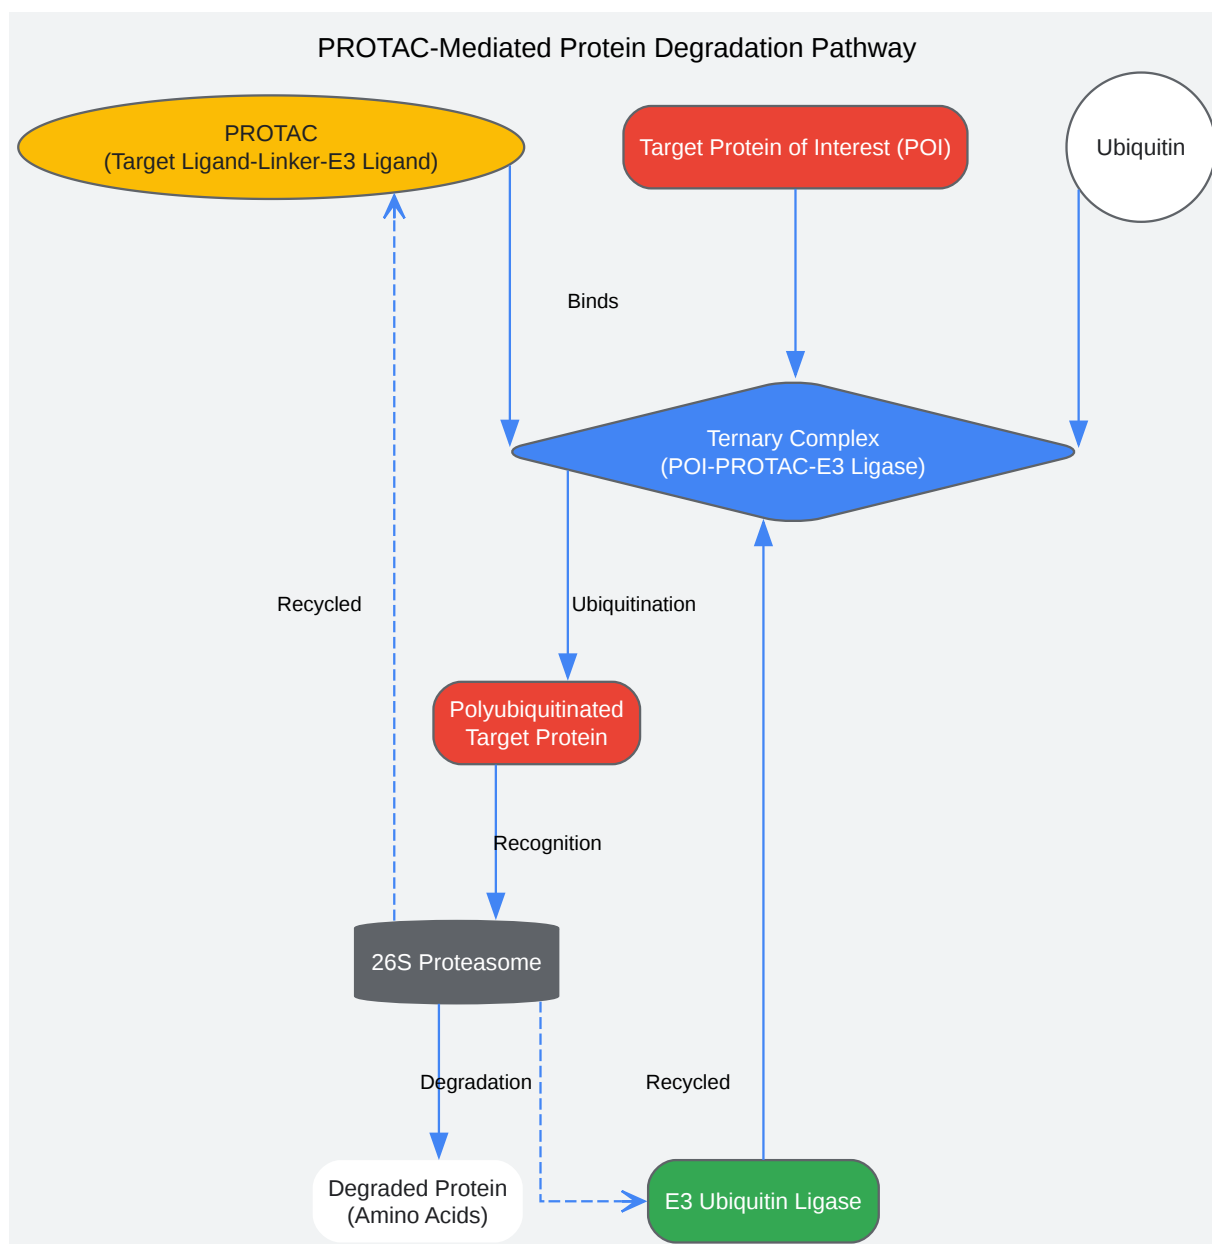 PROTAC-Mediated Protein Degradation Pathway
PROTAC
(Target Ligand-Linker-E3 Ligand)
Target Protein of Interest (POI)
Ubiquitin
Binds
Ternary Complex
(POI-PROTAC-E3 Ligase)
Recycled
Ubiquitination
Polyubiquitinated
Target Protein
Recognition
26S Proteasome
Degradation
Recycled
Degraded Protein
(Amino Acids)
E3 Ubiquitin Ligase